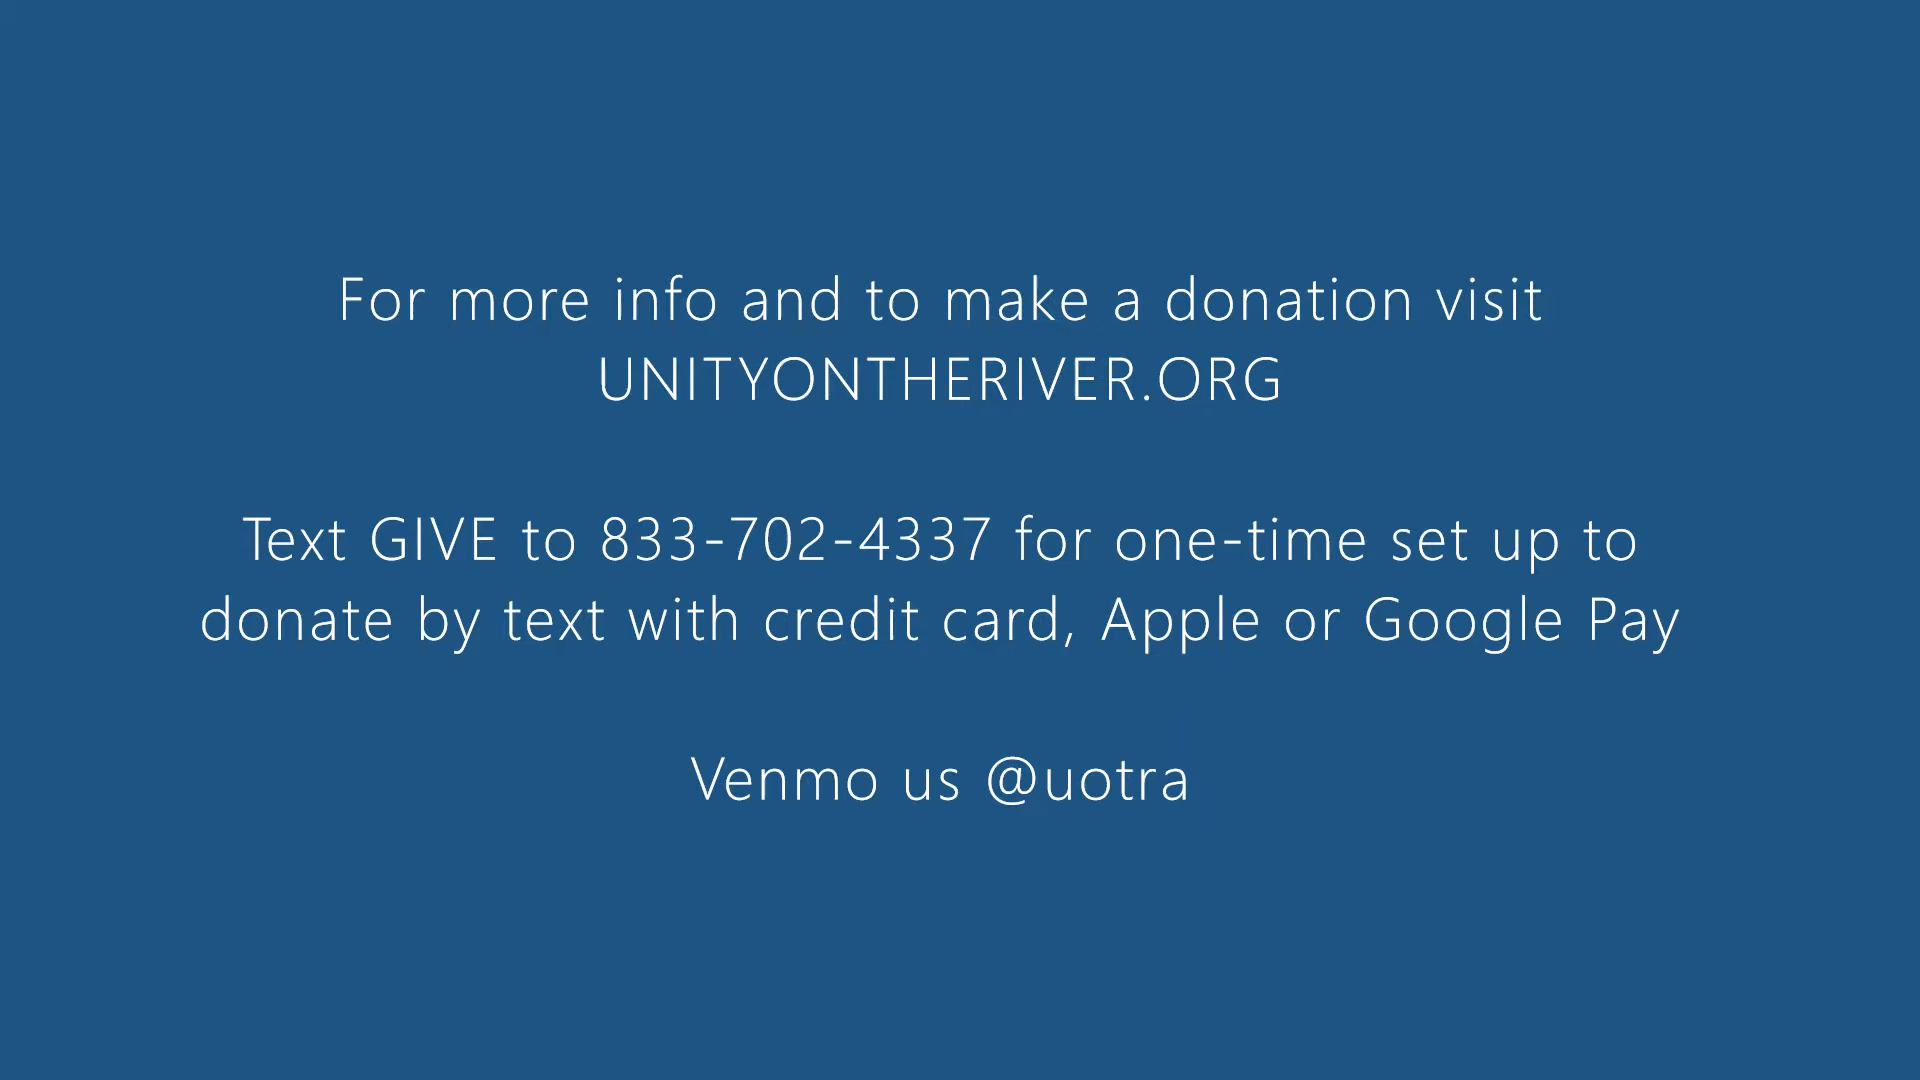 For more info and to make a donation visit
UNITYONTHERIVER.ORG
Text GIVE to 833-702-4337 for one-time set up to
donate by text with credit card, Apple or Google Pay
Venmo us @uotra